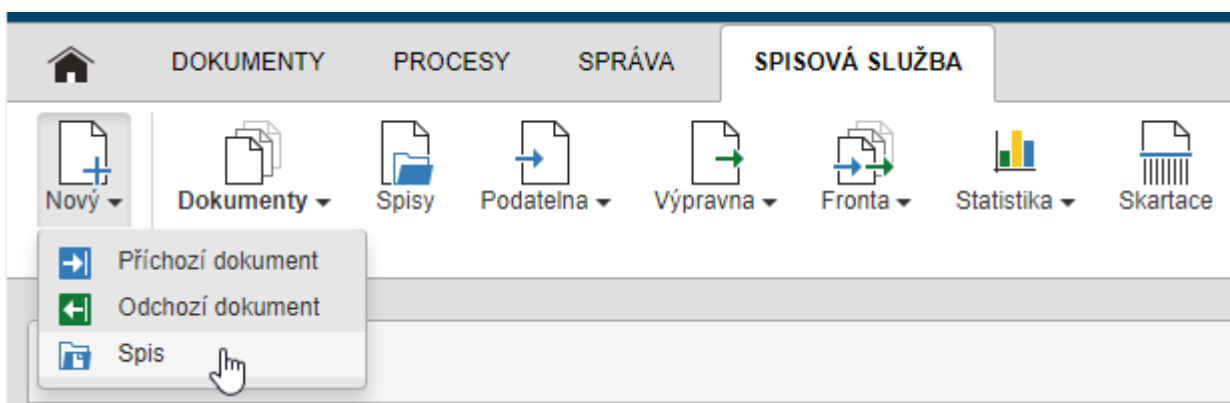 DOKUMENTY PROCESY SPRÁVA SPISOVÁ SLUŽBA
Nový Dokumenty Spisy Podatelna Výpravna Fronta Statistika Skartace
Příchozí dokument
Odchozí dokument
Spis